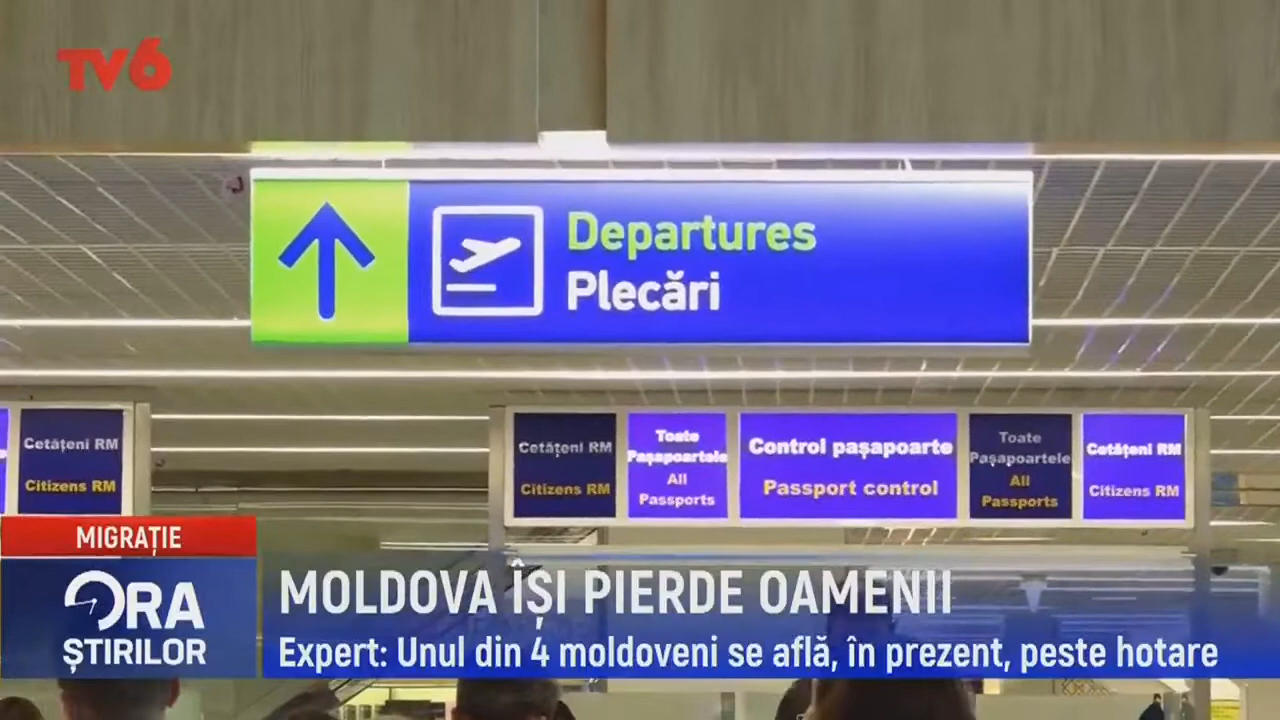 TV6
Departures
Plecări
Cetățeni RM
Citizens RM
Cetățeni RM
Citizens RM
Toate
Pașapoartele
All
Passports
Control pașapoarte
Passport control
Toate
Pașapoartele
All
Passports
Cetățeni RM
Citizens RM
MIGRAȚIE
ORA
ȘTIRILOR
MOLDOVA ÎȘI PIERDE OAMENII
Expert: Unul din 4 moldoveni se află, în prezent, peste hotare